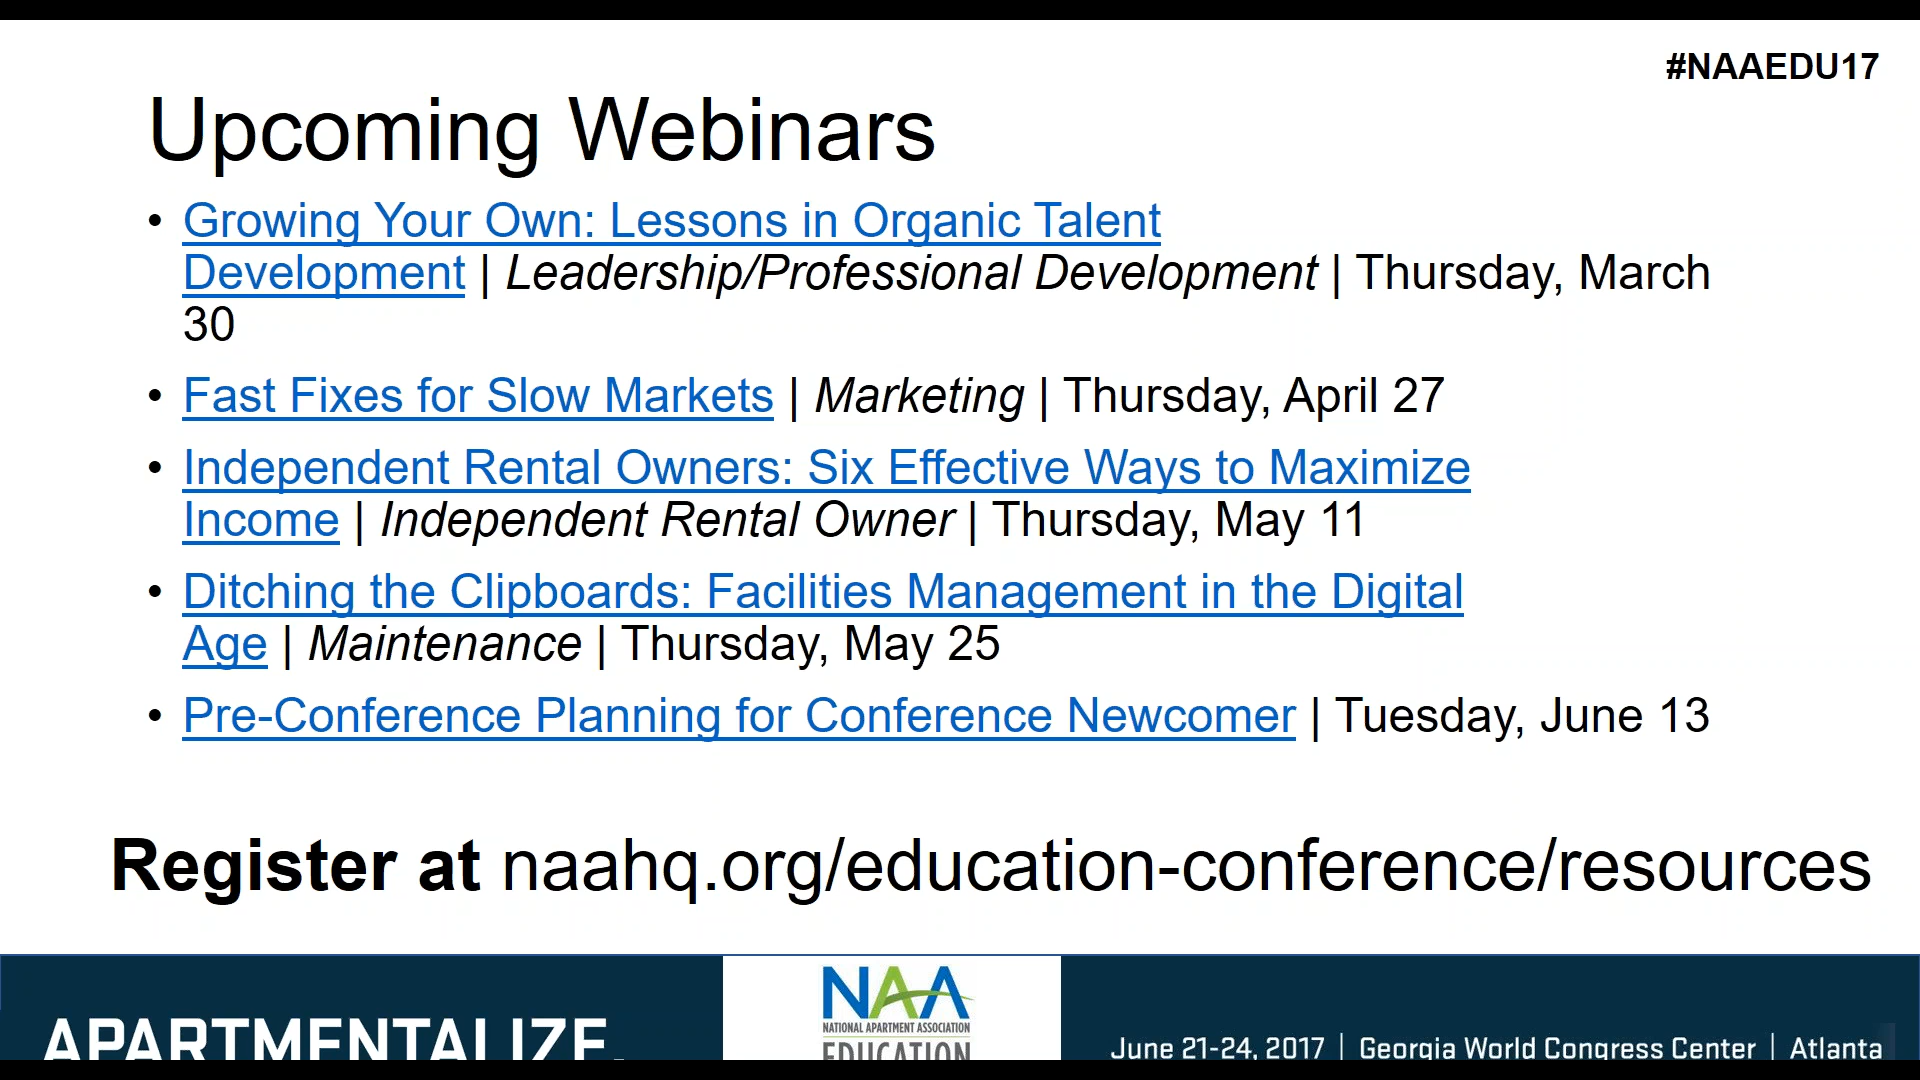 #NAAEDU17
Upcoming Webinars
• Growing Your Own: Lessons in Organic Talent
Development | Leadership/Professional Development | Thursday, March
30
• Fast Fixes for Slow Markets | Marketing | Thursday, April 27
• Independent Rental Owners: Six Effective Ways to Maximize
Income | Independent Rental Owner | Thursday, May 11
• Ditching the Clipboards: Facilities Management in the Digital
Age | Maintenance | Thursday, May 25
• Pre-Conference Planning for Conference Newcomer | Tuesday, June 13
Register at naahq.org/education-conference/resources
APARTMENTALIZE.
NAA
NATIONAL APARTMENT ASSOCIATION
EDUCATION
June 21-24, 2017 | Georgia World Congress Center | Atlanta